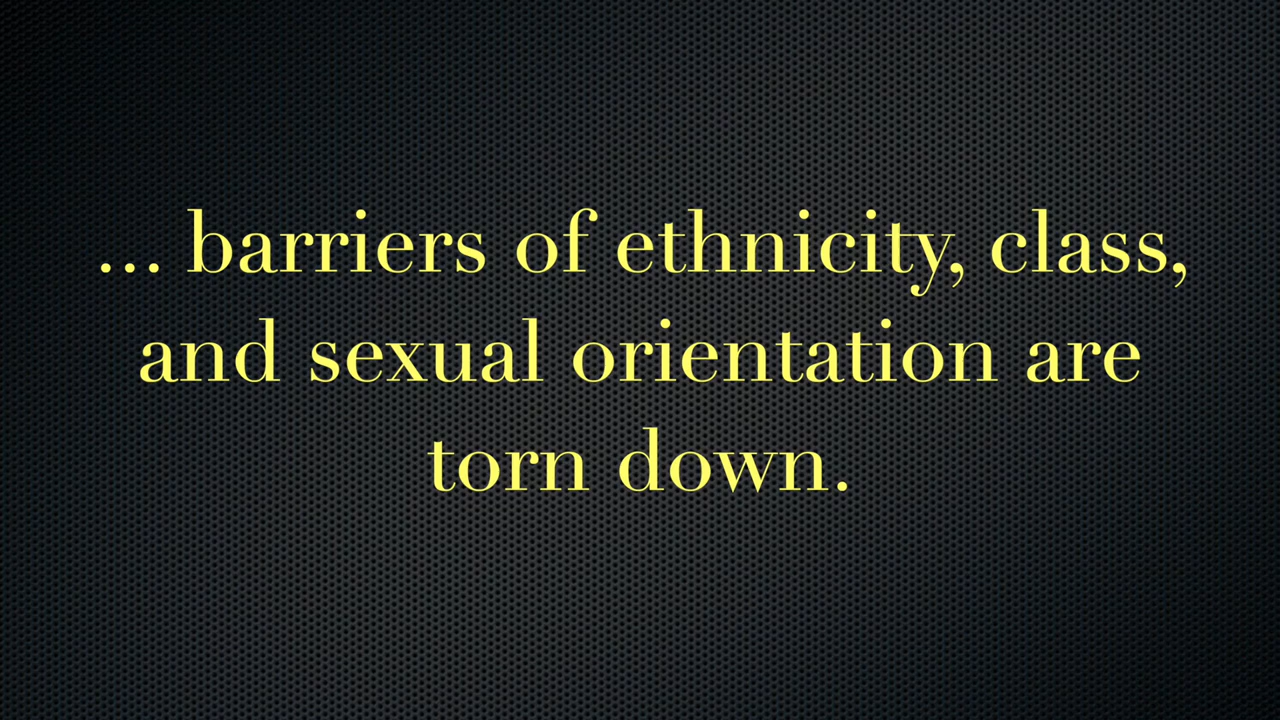 ... barriers of ethnicity, class,
and sexual orientation are
torn down.